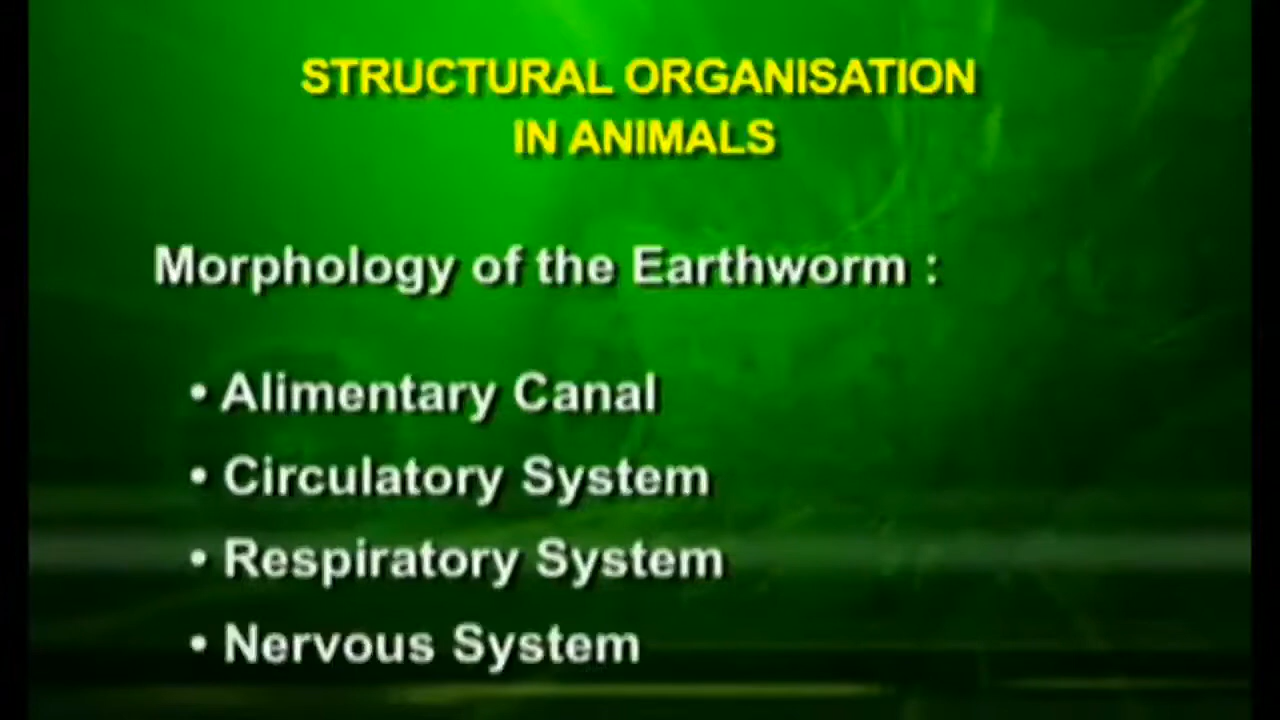 STRUCTURAL ORGANISATION
IN ANIMALS
Morphology of the Earthworm :
• Alimentary Canal
• Circulatory System
• Respiratory System
• Nervous System